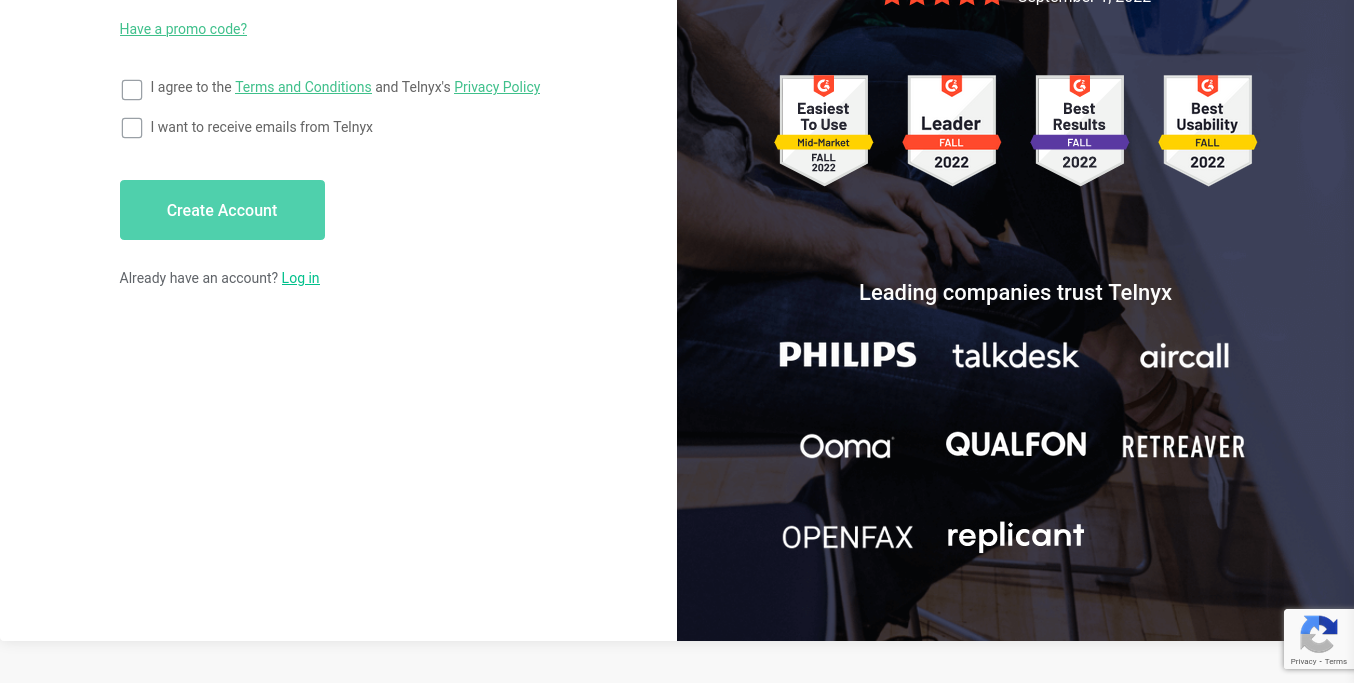 Have a promo code?
I agree to the Terms and Conditions and Telnyx's Privacy Policy
I want to receive emails from Telnyx
Create Account
Already have an account? Log in
September 1, 2022
Easiest
To Use
Mid-Market
FALL
2022
Leader
FALL
2022
Best
Results
FALL
2022
Best
Usability
FALL
2022
Leading companies trust Telnyx
PHILIPS talkdesk aircall
Ooma QUALFON RETREAVER
OPENFAX replicant
Privacy - Terms